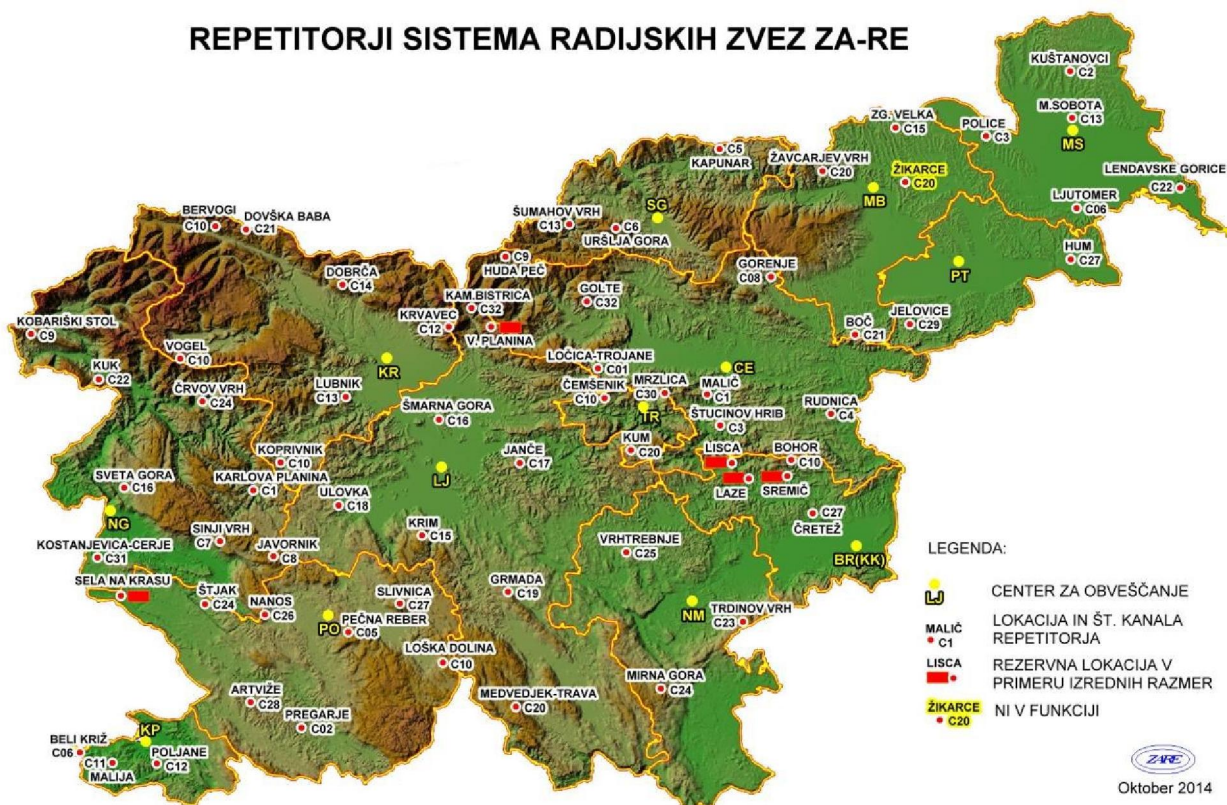 REPETITORJI SISTEMA RADIJSKIH ZVEZ ZA-RE
KUŠTANOVCI
C2
M.SOBOTA
C13
MS
ZG. VELKA
C15
POLICE
C3
C5
KAPUNAR
ŽAVCARJEV VRH
C20
ŽIKARCE
C20
MB
LENDAVSKE GORICE
C22
LJUTOMER
C06
BERVOGI
C10
DOVŠKA BABA
C21
ŠUMAHOV VRH
C13
SG
C6
URŠLJA GORA
HUM
C27
C9
HUDA PEČ
GORENJE
C08
PT
DOBRČA
C14
KAM.BISTRICA
C32
GOLTE
C32
KRVAVEC
C12
V. PLANINA
JELOVICE
C29
BOČ
C21
KOBARIŠKI STOL
C9
VOGEL
C10
KR
LOČICA-TROJANE
C01
CE
KUK
C22
ČRVOV VRH
C24
LUBNIK
C13
ČEMŠENIK
C10
MRZLICA
C30
MALIČ
C1
TR
RUDNICA
C4
ŠMARNA GORA
C16
ŠTUCINOV HRIB
C3
KUM
C20
JANČE
C17
LISCA
BOHOR
C10
KOPRIVNIK
C10
LJ
SVETA GORA
C16
KARLOVA PLANINA
C1
ULOVKA
C18
LAZE
SREMIČ
NG
C27
ČRETEŽ
SINJI VRH
C7
KRIM
C15
KOSTANJEVICA-CERJE
C31
JAVORNIK
C8
VRHTREBNJE
C25
BR(KK)
SELA NA KRASU
ŠTJAK
C24
NANOS
C26
SLIVNICA
C27
GRMADA
C19
NM
TRDINOV VRH
C23
PO
PEČNA REBER
C05
LOŠKA DOLINA
C10
MIRNA GORA
C24
ARTVIŽE
C28
MEDVEDJEK-TRAVA
C20
PREGARJE
C02
KP
BELI KRIŽ
C06
C11
MALIJA
POLJANE
C12
LEGENDA:
LJ
CENTER ZA OBVEŠČANJE
MALIČ
C1
LOKACIJA IN ŠT. KANALA
REPETITORJA
LISCA
REZERVNA LOKACIJA V
PRIMERU IZREDNIH RAZMER
ŽIKARCE
C20
NI V FUNKCIJI
ZARE
Oktober 2014